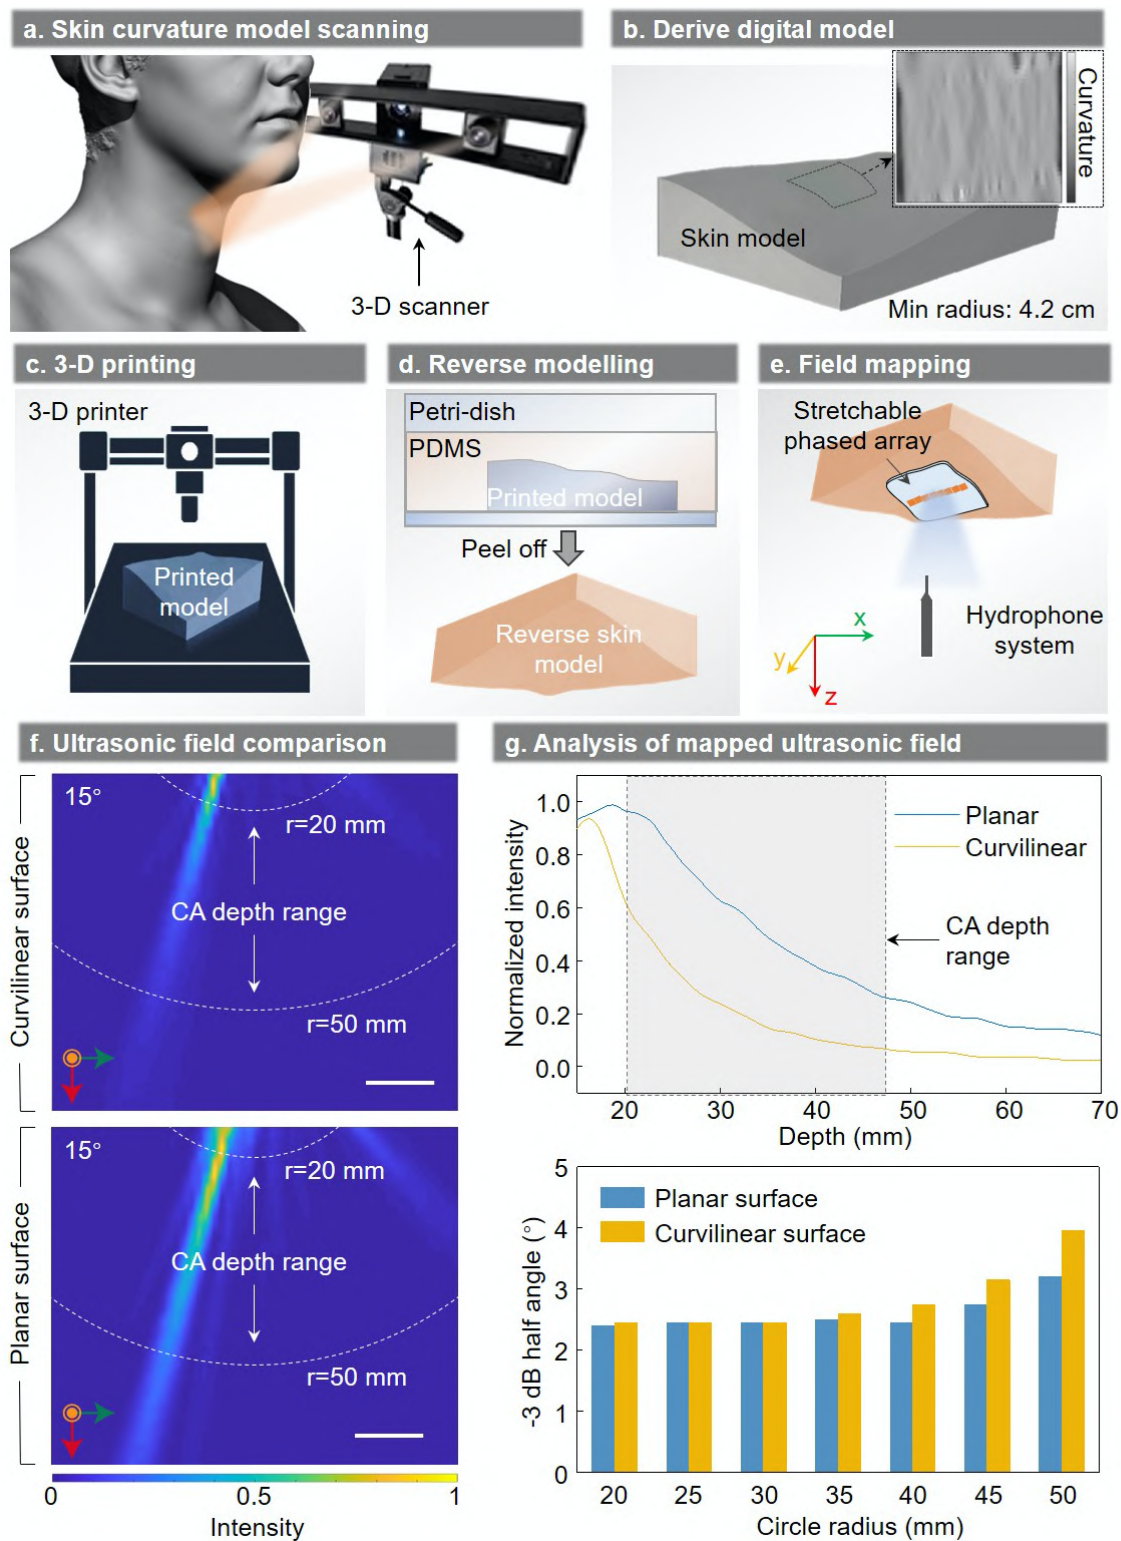 a. Skin curvature model scanning
3-D scanner
b. Derive digital model
Curvature
Skin model
Min radius: 4.2 cm
c. 3-D printing
3-D printer
Printed
model
d. Reverse modelling
Petri-dish
PDMS
Printed model
Peel off
Reverse skin
model
e. Field mapping
Stretchable
phased array
x
y
z
Hydrophone
system
f. Ultrasonic field comparison
Curvilinear surface
15°
r=20 mm
CA depth range
r=50 mm
Planar surface
15°
r=20 mm
CA depth range
r=50 mm
0
0.5
1
Intensity
g. Analysis of mapped ultrasonic field
Normalized intensity
1.0
0.8
0.6
0.4
0.2
0.0
Planar
Curvilinear
CA depth
range
20 30 40 50 60 70
Depth (mm)
-3 dB half angle (°)
5
4
3
2
1
0
Planar surface
Curvilinear surface
20 25 30 35 40 45 50
Circle radius (mm)